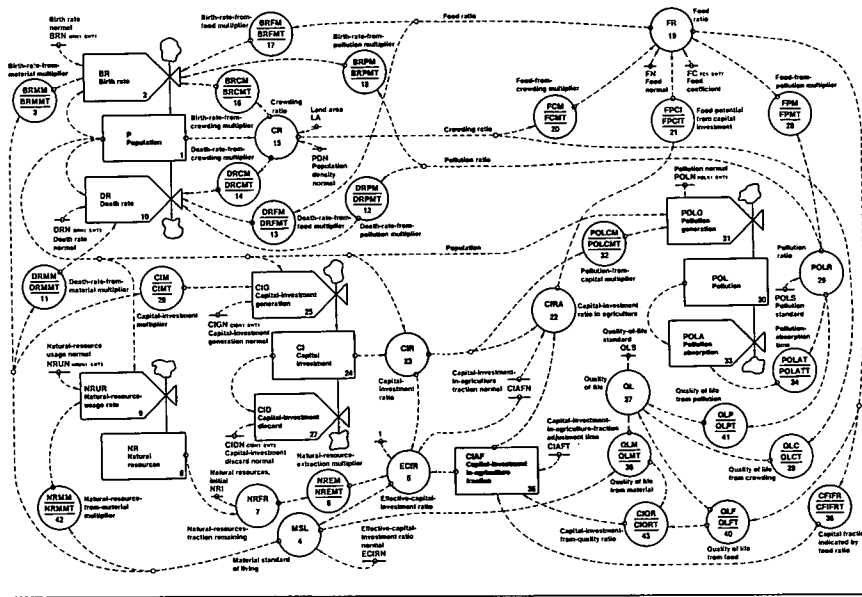 Birth rate
normal
BRN
Birth-rate-from-
material multiplier
BRMM
BRMMT
3
BR
Birth rate
2
Birth-rate-from-
food multiplier
BRFM
BRFMT
17
BRCM
BRCMT
16
Birth-rate-from-
crowding multiplier
Birth-rate-from-
pollution multiplier
BRPM
BRPMT
18
Food ratio
FR
19
Food
ratio
FN
Food
normal
FC
Food
coefficient
Food-from-
crowding multiplier
FCM
FCMT
20
FPCI
FPCIT
21
Food potential
from capital
investment
Food-from-
pollution multiplier
FPM
FPMT
28
P
Population
1
Crowding
ratio
CR
15
Land area
LA
PDN
Population
density
normal
Crowding ratio
Death-rate-from-
crowding multiplier
DRCM
DRCMT
14
DR
Death rate
10
DRN
Death rate
normal
DRFM
DRFMT
13
Death-rate-from-
food multiplier
DRPM
DRPMT
12
Death-rate-from-
pollution multiplier
Pollution ratio
Pollution normal
POLN
POLG
Pollution
generation
31
POLCM
POLCMT
32
Pollution-from-
capital multiplier
Population
DRMM
DRMMT
11
Death-rate-from-
material multiplier
CIM
CIMT
26
Capital-investment
multiplier
CIG
Capital-investment
generation
25
CIGN
Capital-investment
generation normal
CI
Capital
investment
24
CIR
23
Capital-
investment
ratio
CIRA
22
Capital-investment
ratio in agriculture
POL
Pollution
30
Pollution
ratio
POLR
29
POLS
Pollution
standard
POLA
Pollution
absorption
33
Pollution-
absorption
time
POLAT
POLATT
34
Natural-resource
usage normal
NRUN
NRUR
Natural-resource-
usage rate
9
CID
Capital-investment
discard
27
CIDN
Capital-investment
discard normal
Capital-investment-
in-agriculture
fraction normal
CIAFN
Quality-of-life
standard
QLS
Quality
of life
QL
37
Quality of life
from pollution
QLP
QLPT
41
QLC
QLCT
39
Quality of life
from crowding
NR
Natural
resources
8
Natural resources,
initial
NRI
NRFR
7
Natural-resources-
fraction remaining
Natural-resource-
extraction multiplier
NREM
NREMT
6
1
ECIR
5
Effective-capital-
investment ratio
CIAF
Capital-investment
in-agriculture
fraction
35
Capital-investment-
in-agriculture-fraction
adjustment time
CIAFT
QLM
QLMT
38
Quality of life
from material
NRMM
NRMMT
42
Natural-resource-
from-material
multiplier
MSL
4
Material standard
of living
Effective-capital-
investment ratio
normal
ECIRN
Capital-investment-
from-quality ratio
CIQR
CIQRT
43
QLF
QLFT
40
Quality of life
from food
CFIFR
CFIFRT
36
Capital fraction
indicated by
food ratio